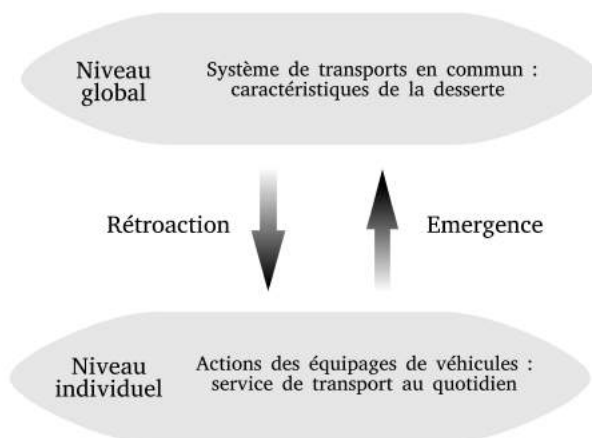 Niveau
global
Système de transports en commun :
caractéristiques de la desserte
Rétroaction
Emergence
Niveau
individuel
Actions des équipages de véhicules :
service de transport au quotidien